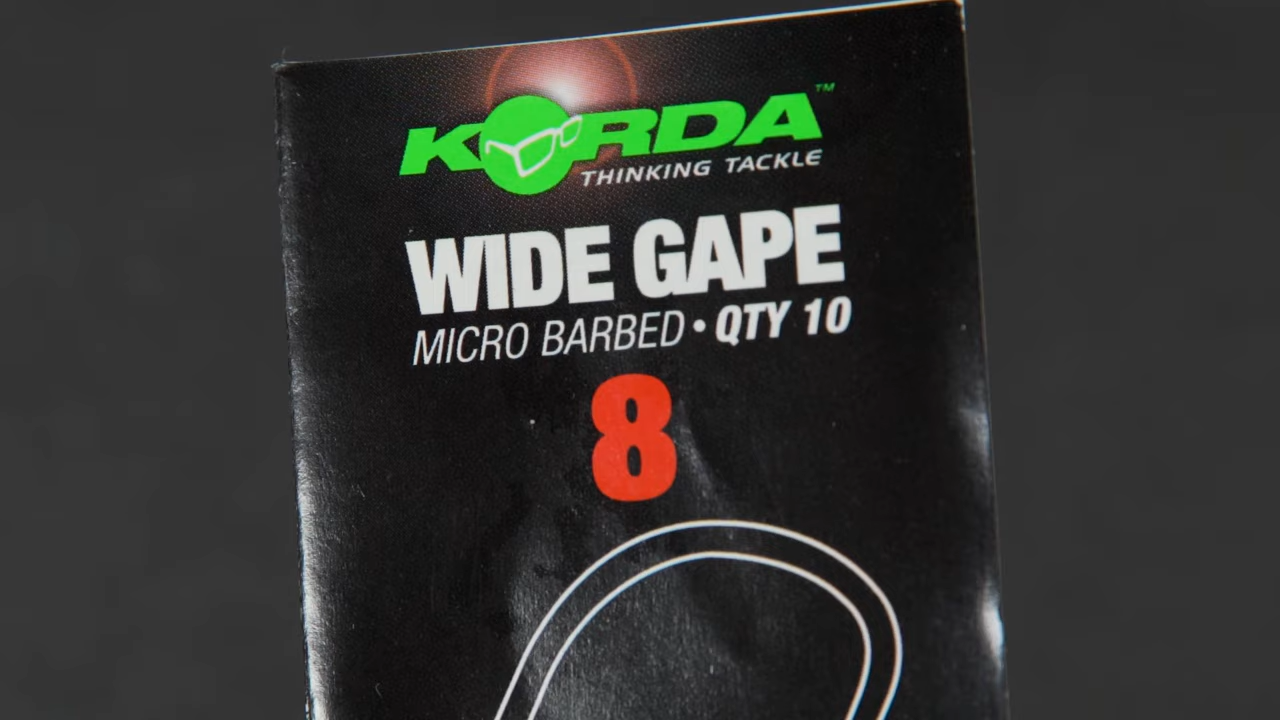 KORDA™
THINKING TACKLE
WIDE GAPE
MICRO BARBED • QTY 10
8